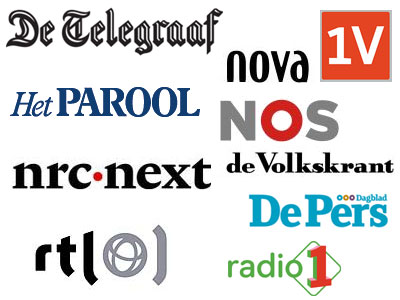 De Telegraaf
nova
1V
Het PAROOL
NOS
nrc•next
de Volkskrant
Dagblad
De Pers
rtl
radio 1